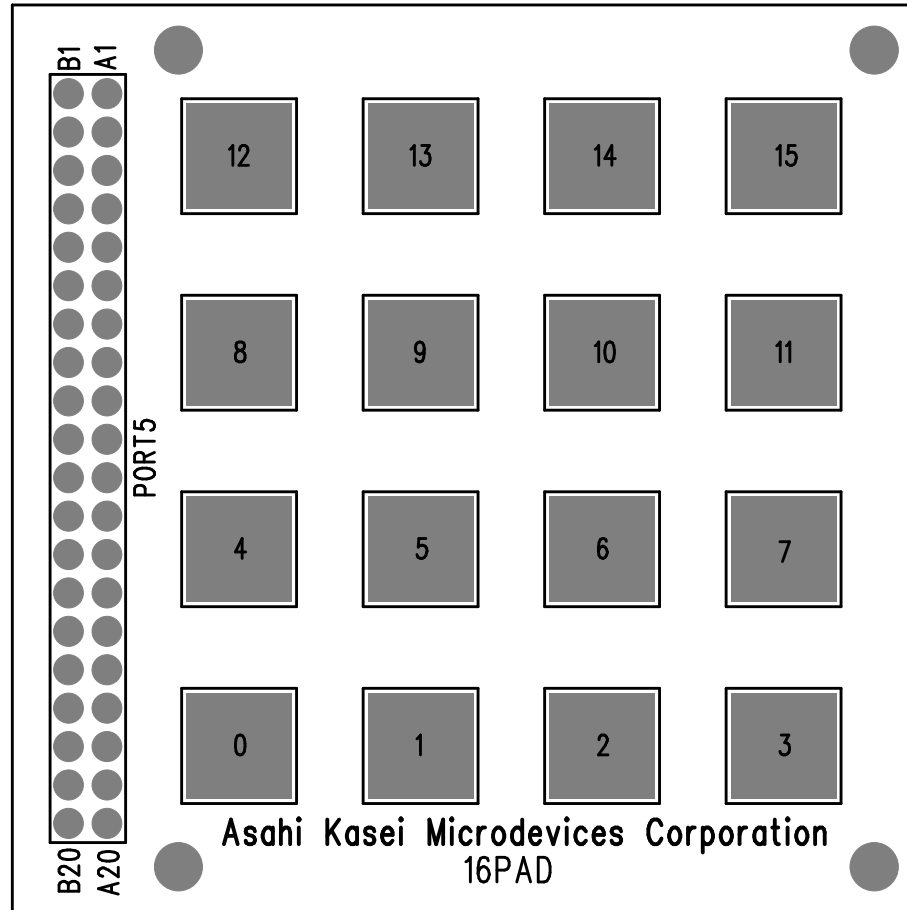 B1 A1
12 13 14 15
8 9 10 11
PORT5
4 5 6 7
0 1 2 3
Asahi Kasei Microdevices Corporation
16PAD
B20 A20